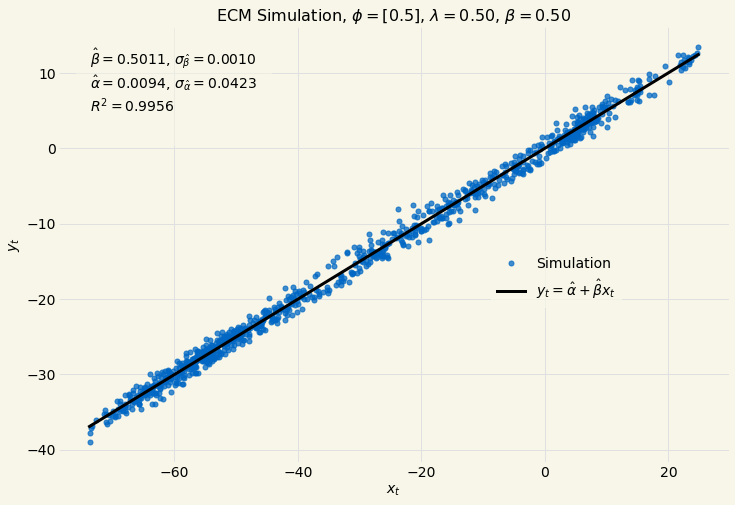 ECM Simulation, ϕ = [0.5], λ = 0.50, β = 0.50
β̂ = 0.5011, σ_β̂ = 0.0010
α̂ = 0.0094, σ_α̂ = 0.0423
R² = 0.9956
10
0
−10
−20
−30
−40
y_t
Simulation
y_t = α̂ + β̂x_t
−60 −40 −20 0 20
x_t